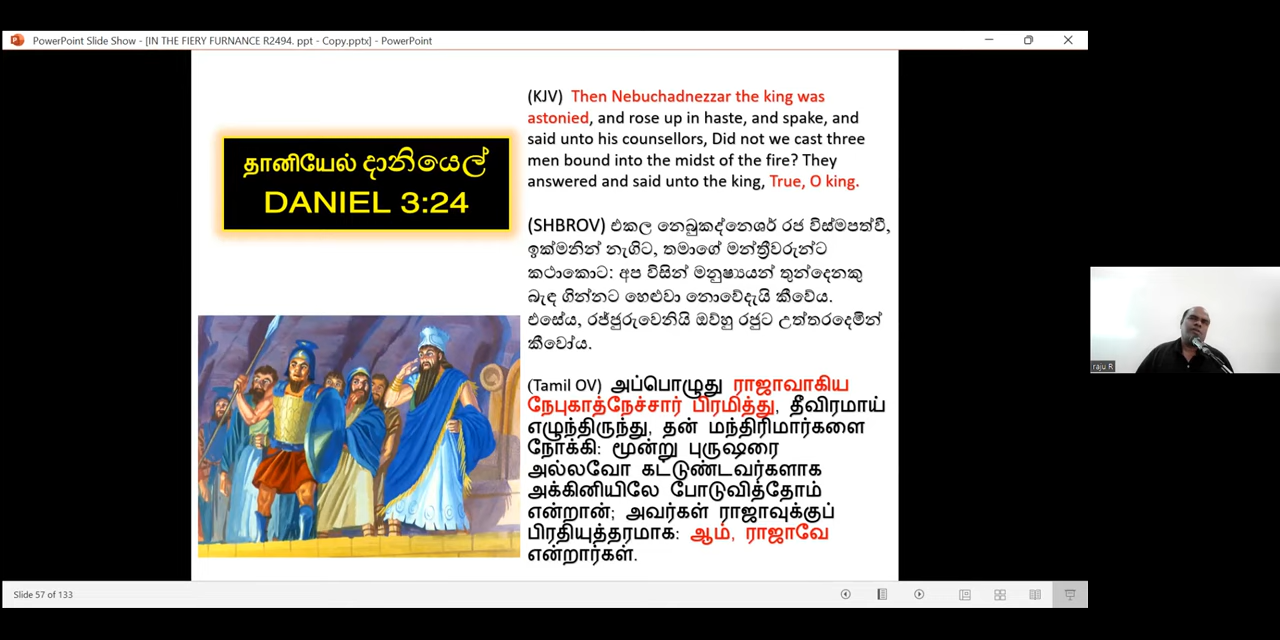 PowerPoint Slide Show - [IN THE FIERY FURNANCE R2494. ppt - Copy.pptx] - PowerPoint
தானியேல் දානියෙල්
DANIEL 3:24
(KJV) Then Nebuchadnezzar the king was
astonied, and rose up in haste, and spake, and
said unto his counsellors, Did not we cast three
men bound into the midst of the fire? They
answered and said unto the king, True, O king.
(SHBROV) එකල නෙබුකද්නෙශර් රජ විස්මපත්වී,
ඉක්මනින් නැගිට, තමාගේ මන්ත්‍රීවරුන්ට
කථාකොට: අප විසින් මනුෂ්‍යයන් තුන්දෙනකු
බැඳ ගින්නට හෙළුවා නොවේදැයි කීවේය.
එසේය, රජ්ජුරුවෙනියි ඔව්හු රජුට උත්තරදෙමින්
කීවෝය.
(Tamil OV) அப்பொழுது ராஜாவாகிய
நேபுகாத்நேச்சார் பிரமித்து, தீவிரமாய்
எழுந்திருந்து, தன் மந்திரிமார்களை
நோக்கி: மூன்று புருஷரை
அல்லவோ கட்டுண்டவர்களாக
அக்கினியிலே போடுவித்தோம்
என்றான்; அவர்கள் ராஜாவுக்குப்
பிரதியுத்தரமாக: ஆம், ராஜாவே
என்றார்கள்.
raju R
Slide 57 of 133